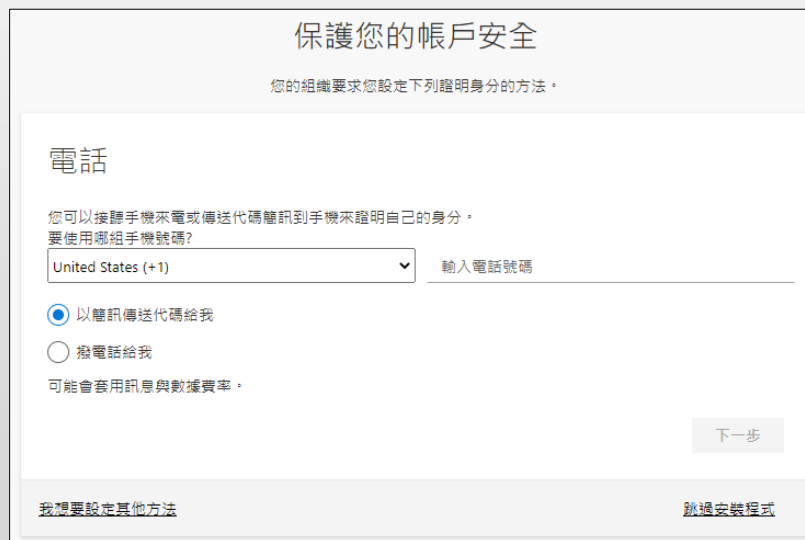 保護您的帳戶安全
您的組織要求您設定下列證明身分的方法。
電話
您可以接聽手機來電或傳送代碼簡訊到手機來證明自己的身分。
要使用哪組手機號碼?
United States (+1) 輸入電話號碼
以簡訊傳送代碼給我
撥電話給我
可能會套用訊息與數據費率。
下一步
我想要設定其他方法 跳過安裝程式